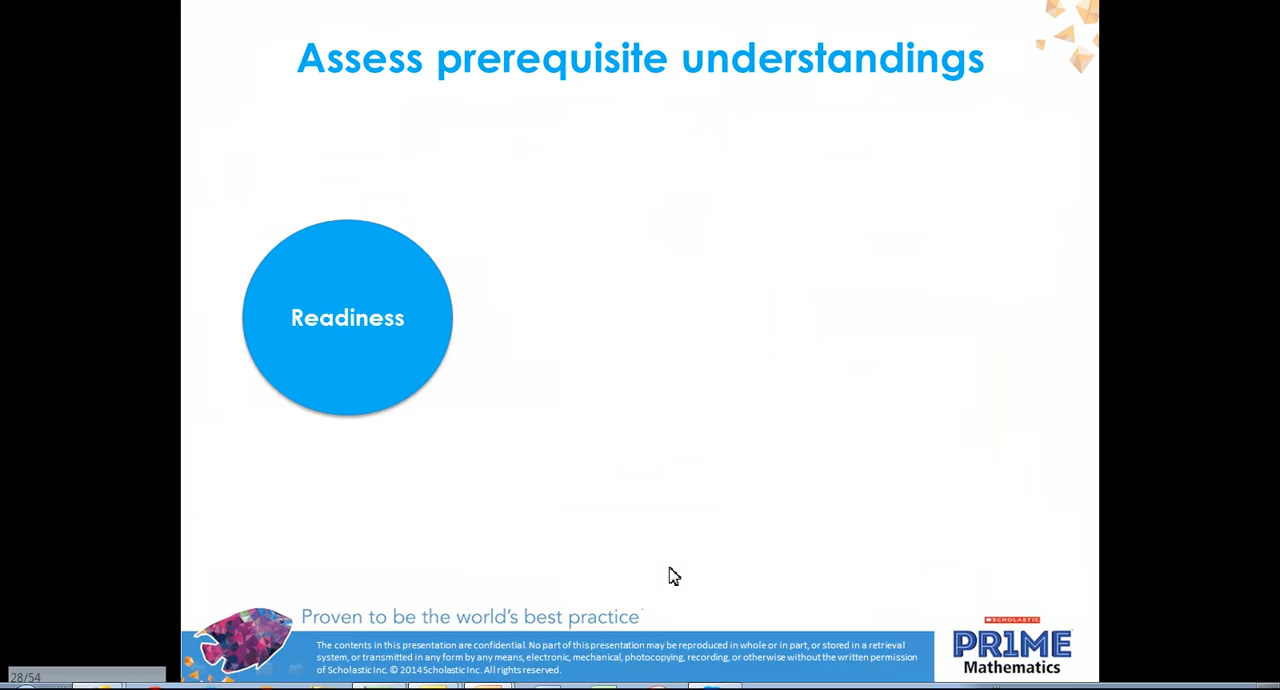 Assess prerequisite understandings
Readiness
Proven to be the world's best practice
The contents in this presentation are confidential. No part of this presentation may be reproduced in whole or in part, or stored in a retrieval
system, or transmitted in any form by any means, electronic, mechanical, photocopying, recording, or otherwise without the written permission
of Scholastic Inc. © 2014 Scholastic Inc. All rights reserved.
SCHOLASTIC
PR1ME
Mathematics
28/54